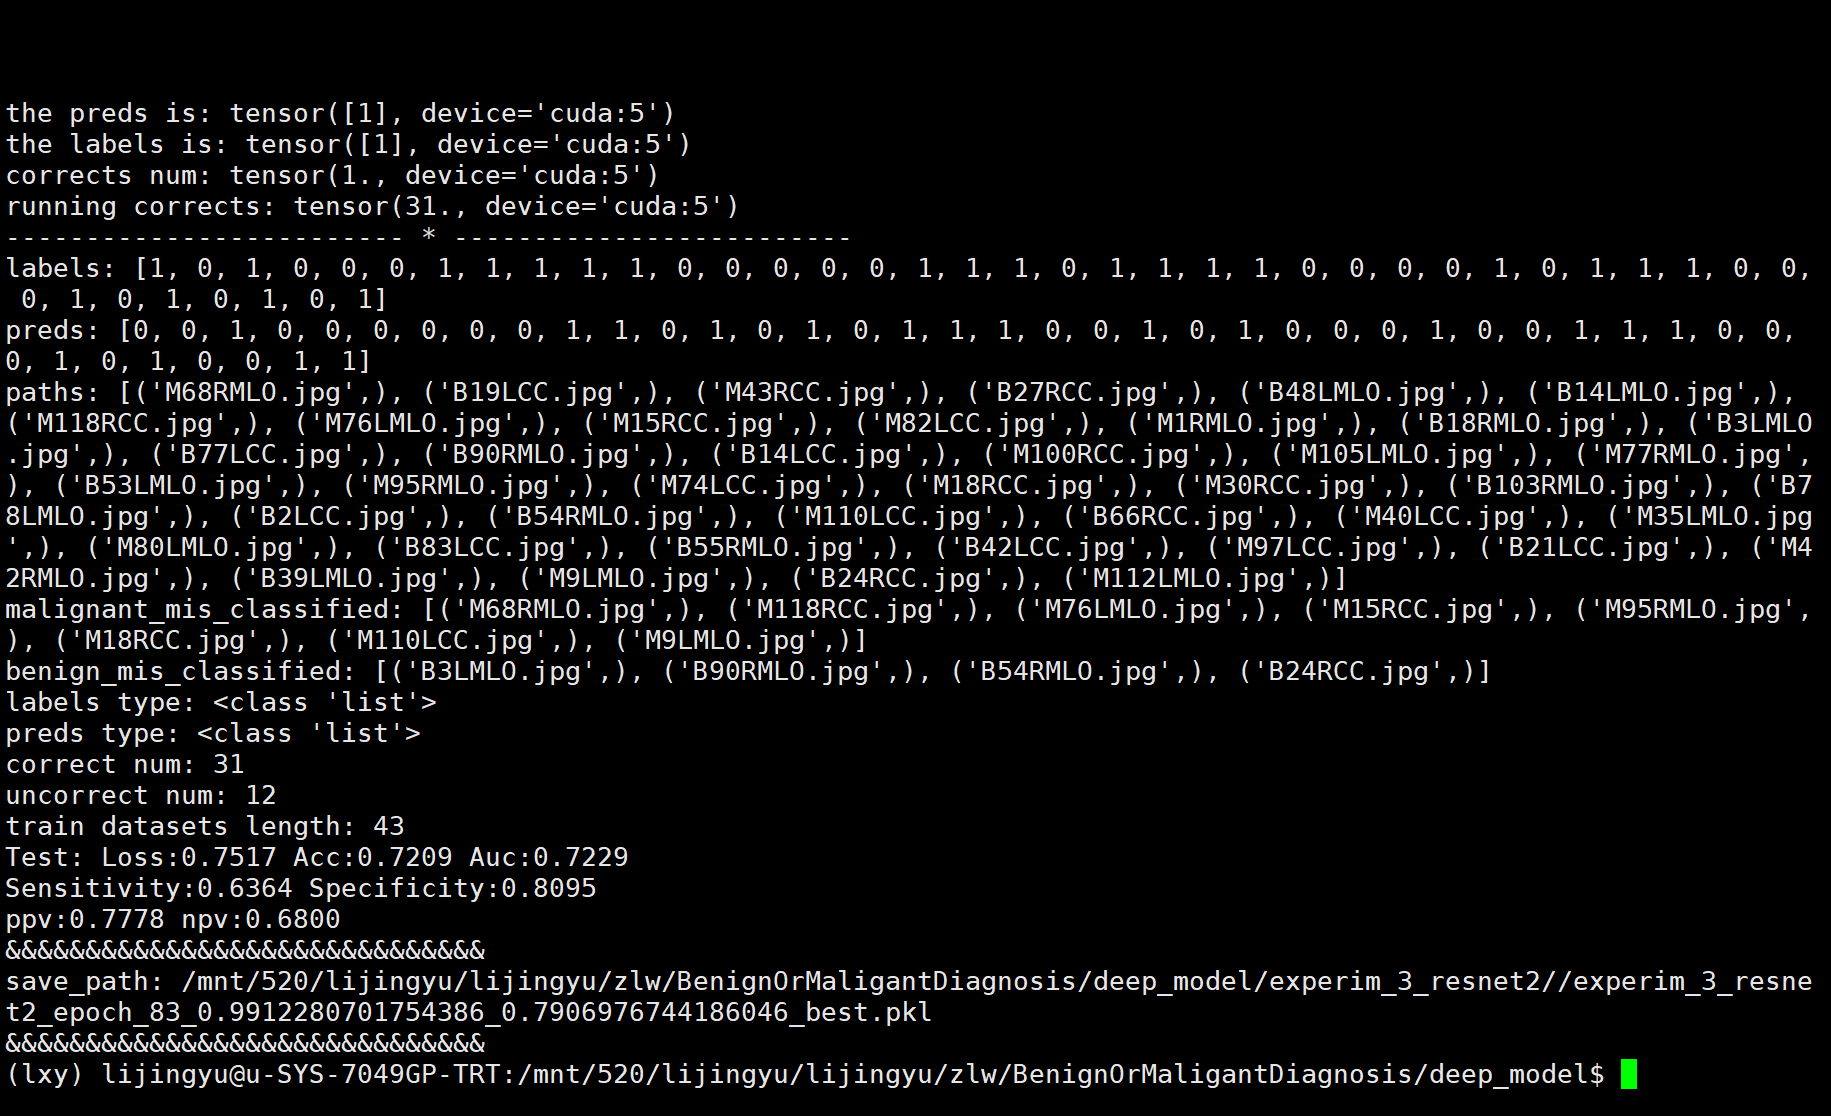 the preds is: tensor([1], device='cuda:5')
the labels is: tensor([1], device='cuda:5')
corrects num: tensor(1., device='cuda:5')
running corrects: tensor(31., device='cuda:5')
------------------------- * -------------------------
labels: [1, 0, 1, 0, 0, 0, 1, 1, 1, 1, 1, 0, 0, 0, 0, 0, 1, 1, 1, 0, 1, 1, 1, 1, 0, 0, 0, 0, 1, 0, 1, 1, 1, 0, 0,
 0, 1, 0, 1, 0, 1, 0, 1]
preds: [0, 0, 1, 0, 0, 0, 0, 0, 0, 1, 1, 0, 1, 0, 1, 0, 1, 1, 1, 0, 0, 1, 0, 1, 0, 0, 0, 1, 0, 0, 1, 1, 1, 0, 0,
0, 1, 0, 1, 0, 0, 1, 1]
paths: [('M68RMLO.jpg',), ('B19LCC.jpg',), ('M43RCC.jpg',), ('B27RCC.jpg',), ('B48LMLO.jpg',), ('B14LMLO.jpg',),
('M118RCC.jpg',), ('M76LMLO.jpg',), ('M15RCC.jpg',), ('M82LCC.jpg',), ('M1RMLO.jpg',), ('B18RMLO.jpg',), ('B3LMLO
.jpg',), ('B77LCC.jpg',), ('B90RMLO.jpg',), ('B14LCC.jpg',), ('M100RCC.jpg',), ('M105LMLO.jpg',), ('M77RMLO.jpg',
), ('B53LMLO.jpg',), ('M95RMLO.jpg',), ('M74LCC.jpg',), ('M18RCC.jpg',), ('M30RCC.jpg',), ('B103RMLO.jpg',), ('B7
8LMLO.jpg',), ('B2LCC.jpg',), ('B54RMLO.jpg',), ('M110LCC.jpg',), ('B66RCC.jpg',), ('M40LCC.jpg',), ('M35LMLO.jpg
',), ('M80LMLO.jpg',), ('B83LCC.jpg',), ('B55RMLO.jpg',), ('B42LCC.jpg',), ('M97LCC.jpg',), ('B21LCC.jpg',), ('M4
2RMLO.jpg',), ('B39LMLO.jpg',), ('M9LMLO.jpg',), ('B24RCC.jpg',), ('M112LMLO.jpg',)]
malignant_mis_classified: [('M68RMLO.jpg',), ('M118RCC.jpg',), ('M76LMLO.jpg',), ('M15RCC.jpg',), ('M95RMLO.jpg',
), ('M18RCC.jpg',), ('M110LCC.jpg',), ('M9LMLO.jpg',)]
benign_mis_classified: [('B3LMLO.jpg',), ('B90RMLO.jpg',), ('B54RMLO.jpg',), ('B24RCC.jpg',)]
labels type: <class 'list'>
preds type: <class 'list'>
correct num: 31
uncorrect num: 12
train datasets length: 43
Test: Loss:0.7517 Acc:0.7209 Auc:0.7229
Sensitivity:0.6364 Specificity:0.8095
ppv:0.7778 npv:0.6800
&&&&&&&&&&&&&&&&&&&&&&&&&&&&&&
save_path: /mnt/520/lijingyu/lijingyu/zlw/BenignOrMaligantDiagnosis/deep_model/experim_3_resnet2//experim_3_resne
t2_epoch_83_0.9912280701754386_0.7906976744186046_best.pkl
&&&&&&&&&&&&&&&&&&&&&&&&&&&&&&
(lxy) lijingyu@u-SYS-7049GP-TRT:/mnt/520/lijingyu/lijingyu/zlw/BenignOrMaligantDiagnosis/deep_model$